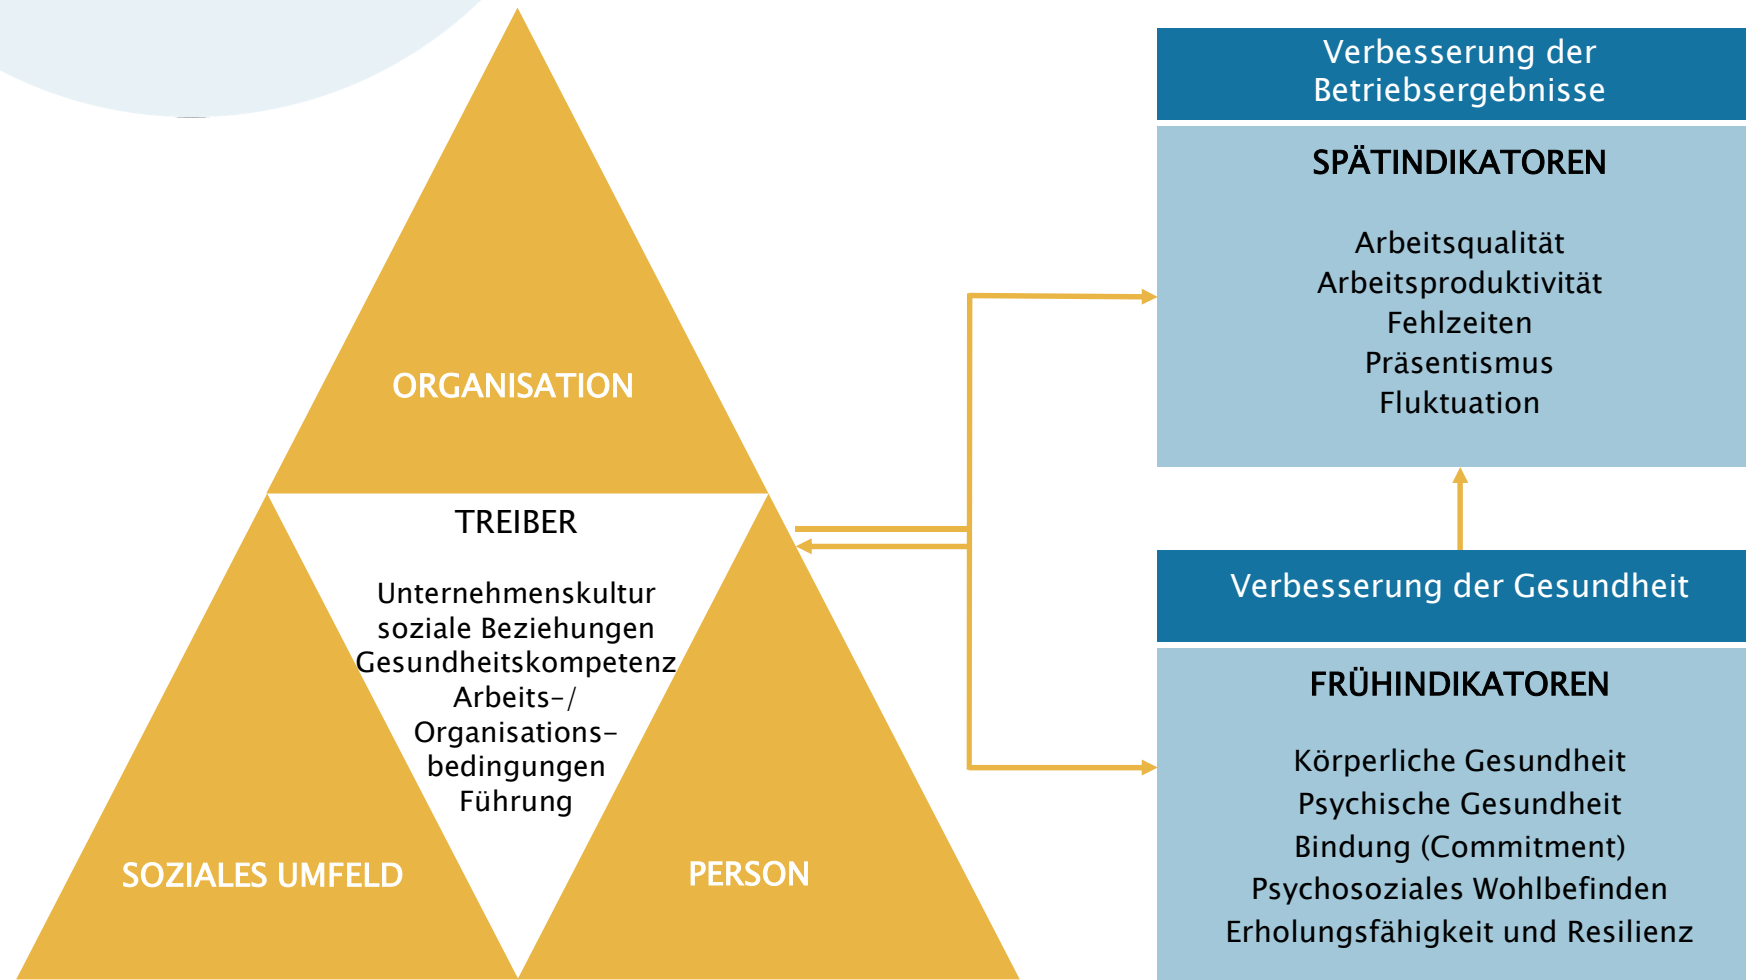 ORGANISATION
TREIBER
Unternehmenskultur
soziale Beziehungen
Gesundheitskompetenz
Arbeits-/
Organisations-
bedingungen
Führung
SOZIALES UMFELD
PERSON
Verbesserung der
Betriebsergebnisse
SPÄTINDIKATOREN
Arbeitsqualität
Arbeitsproduktivität
Fehlzeiten
Präsentismus
Fluktuation
Verbesserung der Gesundheit
FRÜHINDIKATOREN
Körperliche Gesundheit
Psychische Gesundheit
Bindung (Commitment)
Psychosoziales Wohlbefinden
Erholungsfähigkeit und Resilienz